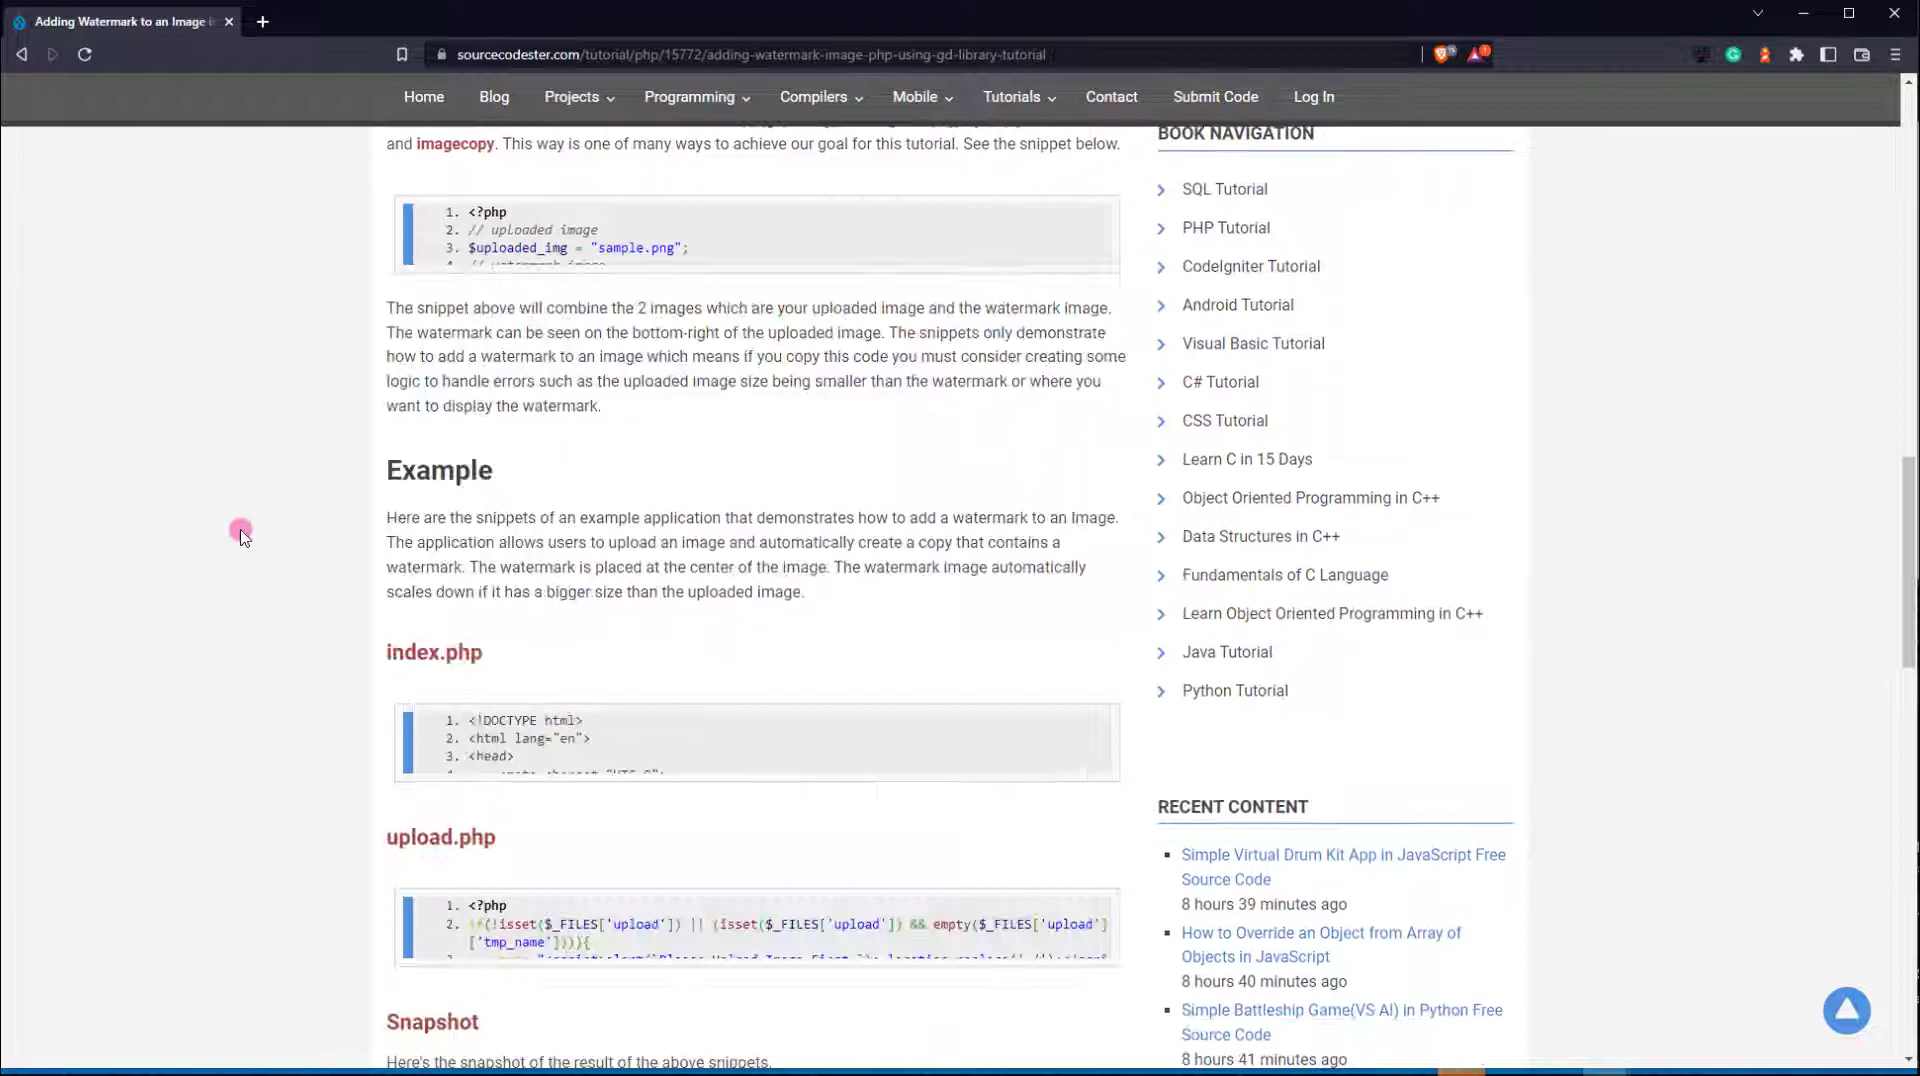 Adding Watermark to an Image i
sourcecodester.com/tutorial/php/15772/adding-watermark-image-php-using-gd-library-tutorial
Home Blog Projects Programming Compilers Mobile Tutorials Contact Submit Code Log In
and imagecopy. This way is one of many ways to achieve our goal for this tutorial. See the snippet below.
1. <?php
2. // uploaded image
3. $uploaded_img = "sample.png";
4. // watermark image
The snippet above will combine the 2 images which are your uploaded image and the watermark image.
The watermark can be seen on the bottom-right of the uploaded image. The snippets only demonstrate
how to add a watermark to an image which means if you copy this code you must consider creating some
logic to handle errors such as the uploaded image size being smaller than the watermark or where you
want to display the watermark.
Example
Here are the snippets of an example application that demonstrates how to add a watermark to an Image.
The application allows users to upload an image and automatically create a copy that contains a
watermark. The watermark is placed at the center of the image. The watermark image automatically
scales down if it has a bigger size than the uploaded image.
index.php
1. <!DOCTYPE html>
2. <html lang="en">
3. <head>
upload.php
1. <?php
2. if(!isset($_FILES['upload']) || (isset($_FILES['upload']) && empty($_FILES['upload']
['tmp_name']))){
Snapshot
Here's the snapshot of the result of the above snippets.
BOOK NAVIGATION
SQL Tutorial
PHP Tutorial
CodeIgniter Tutorial
Android Tutorial
Visual Basic Tutorial
C# Tutorial
CSS Tutorial
Learn C in 15 Days
Object Oriented Programming in C++
Data Structures in C++
Fundamentals of C Language
Learn Object Oriented Programming in C++
Java Tutorial
Python Tutorial
RECENT CONTENT
Simple Virtual Drum Kit App in JavaScript Free
Source Code
8 hours 39 minutes ago
How to Override an Object from Array of
Objects in JavaScript
8 hours 40 minutes ago
Simple Battleship Game(VS AI) in Python Free
Source Code
8 hours 41 minutes ago